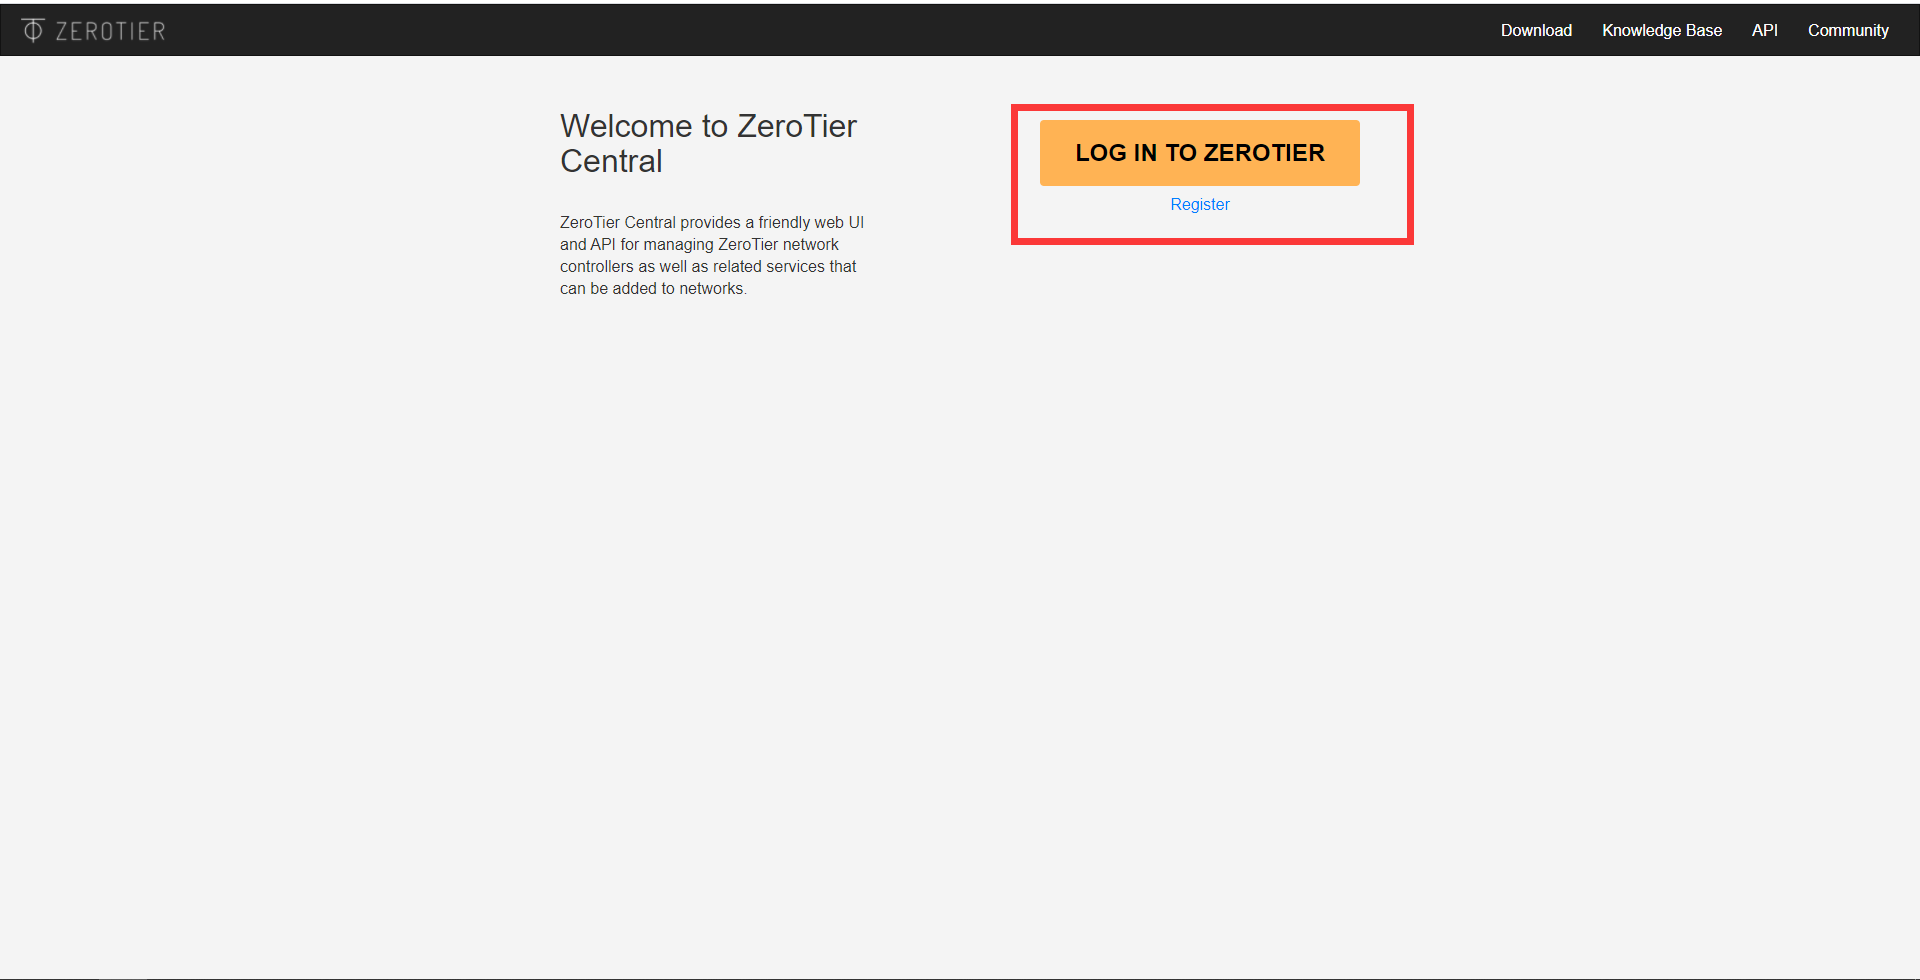 ZEROTIER
Download Knowledge Base API Community
Welcome to ZeroTier
Central
ZeroTier Central provides a friendly web UI
and API for managing ZeroTier network
controllers as well as related services that
can be added to networks.
LOG IN TO ZEROTIER
Register